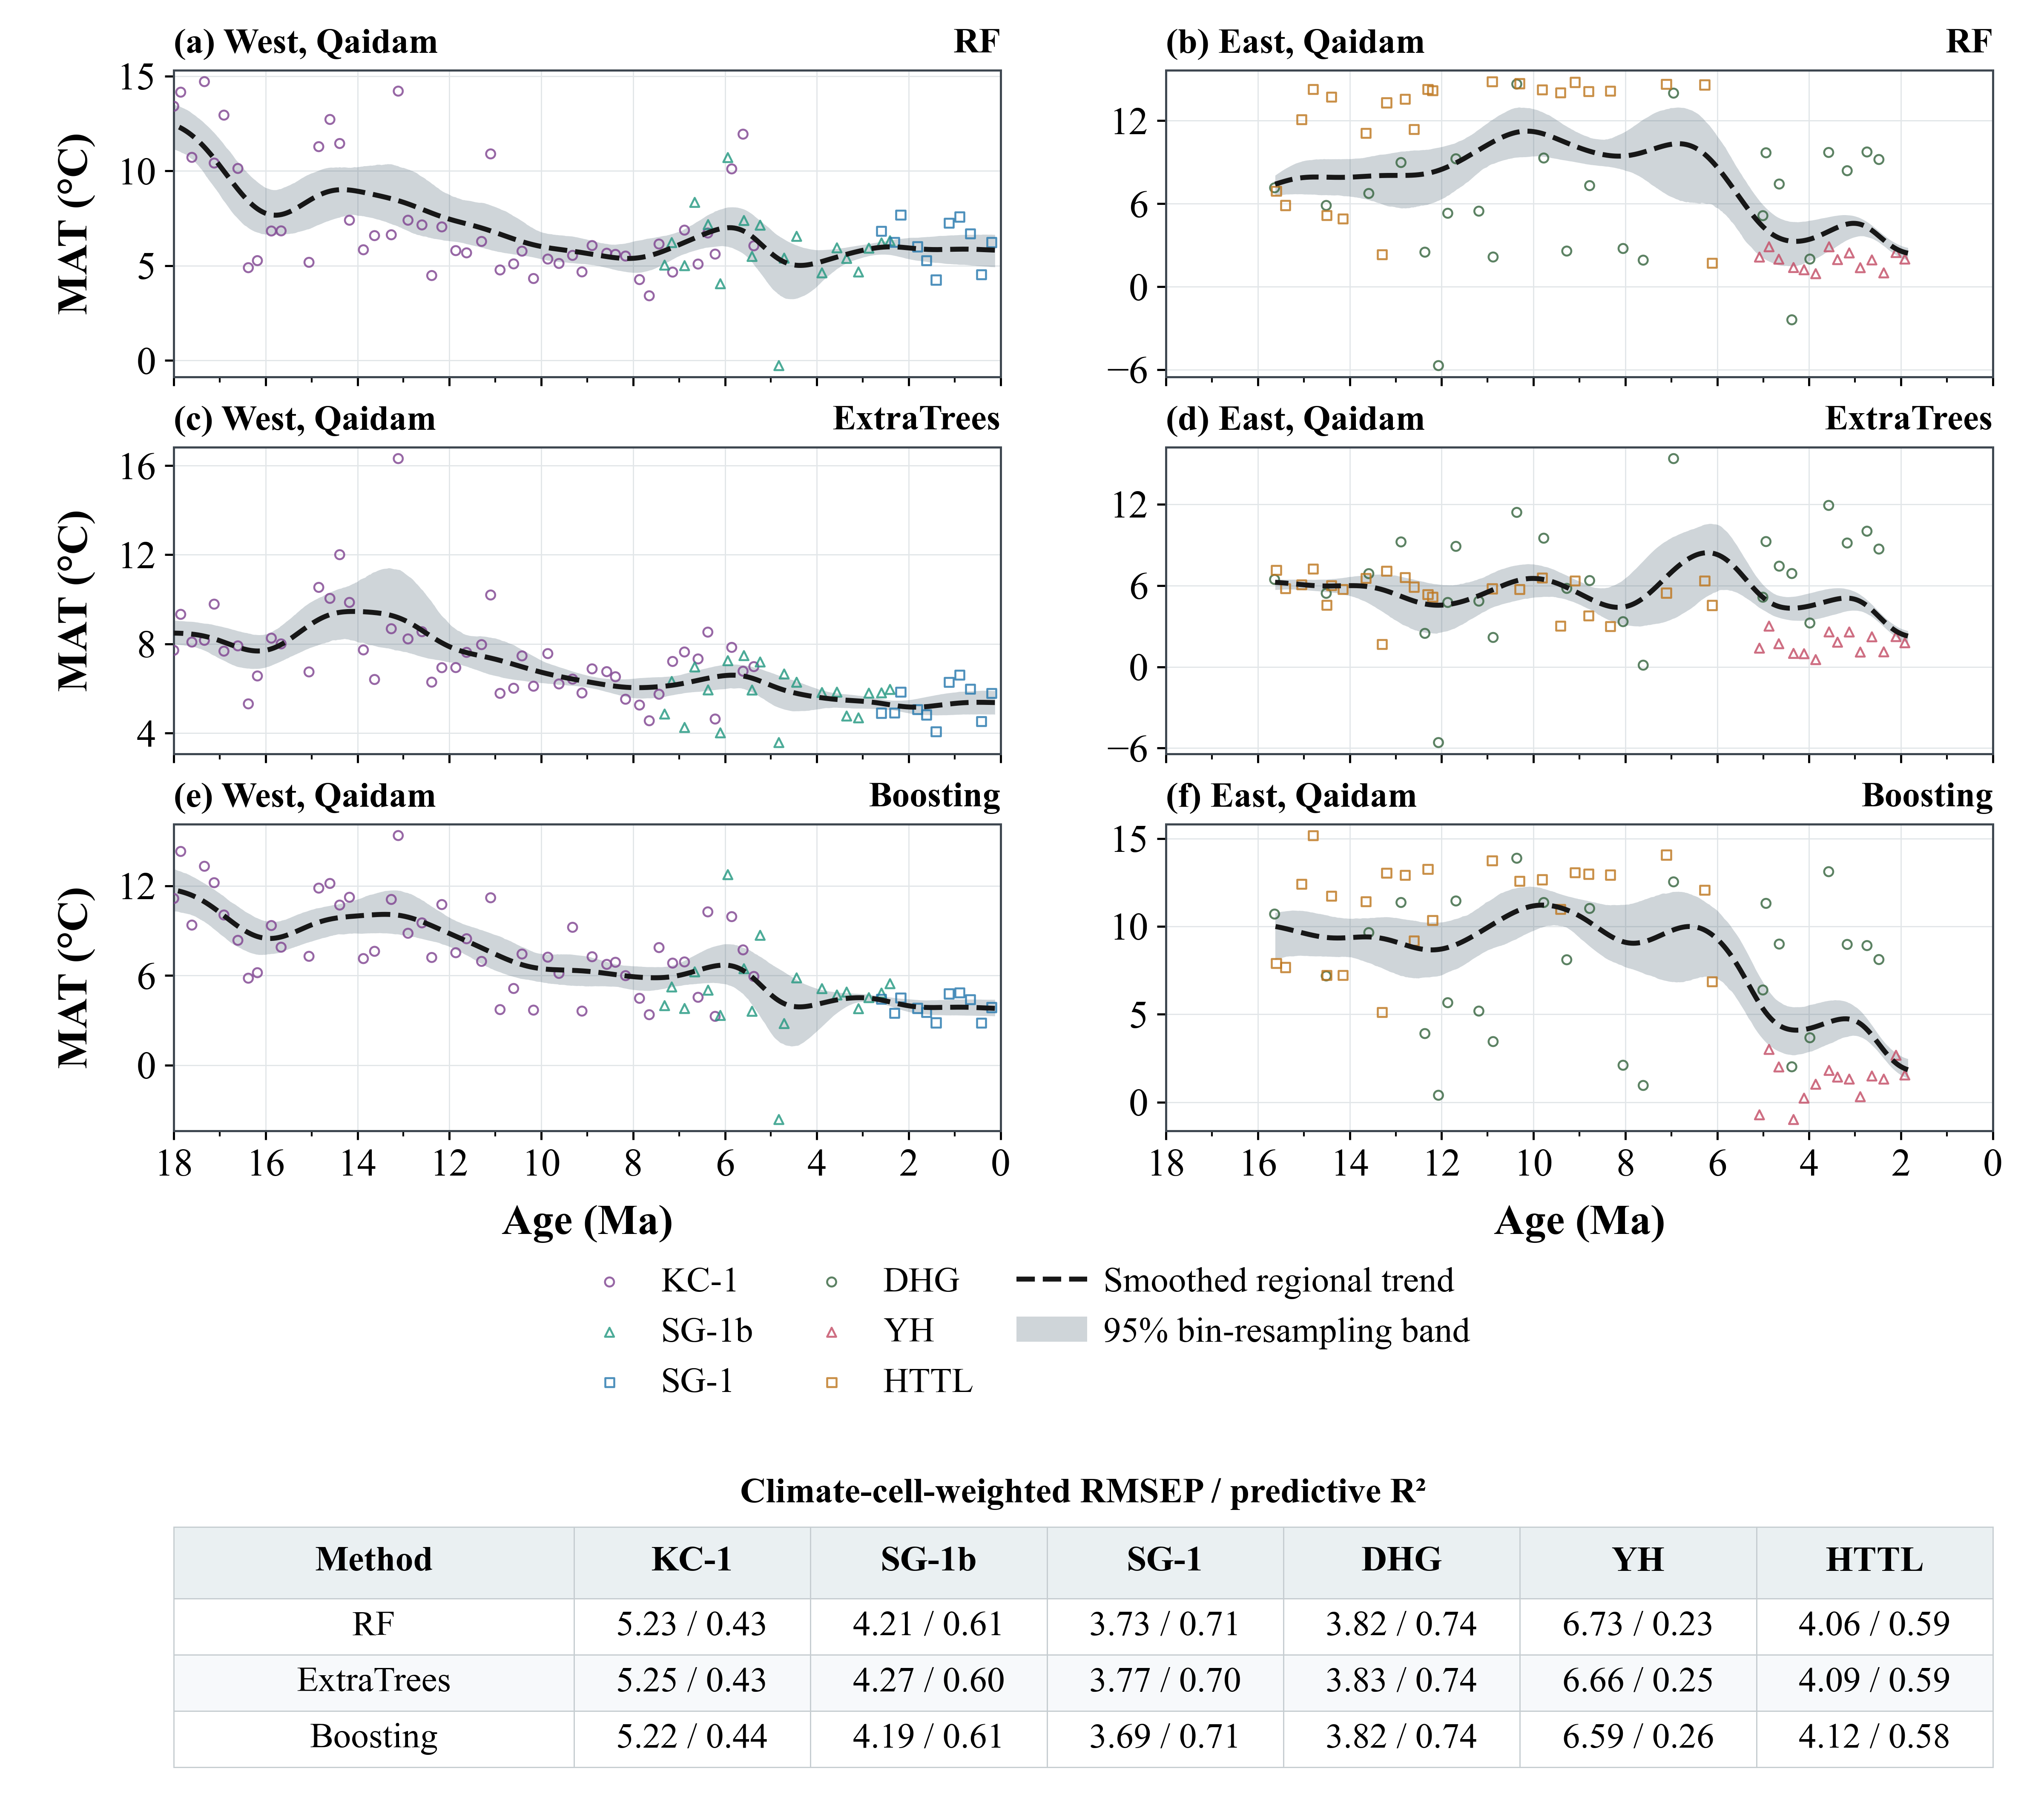 (a) West, Qaidam RF
(b) East, Qaidam RF
MAT (°C)
15
10
5
0
12
6
0
−6
(c) West, Qaidam ExtraTrees
(d) East, Qaidam ExtraTrees
MAT (°C)
16
12
8
4
12
6
0
−6
(e) West, Qaidam Boosting
(f) East, Qaidam Boosting
MAT (°C)
12
6
0
15
10
5
0
18 16 14 12 10 8 6 4 2 0
18 16 14 12 10 8 6 4 2 0
Age (Ma)
Age (Ma)
KC-1 DHG Smoothed regional trend
SG-1b YH 95% bin-resampling band
SG-1 HTTL
Climate-cell-weighted RMSEP / predictive R²
Method KC-1 SG-1b SG-1 DHG YH HTTL
RF 5.23 / 0.43 4.21 / 0.61 3.73 / 0.71 3.82 / 0.74 6.73 / 0.23 4.06 / 0.59
ExtraTrees 5.25 / 0.43 4.27 / 0.60 3.77 / 0.70 3.83 / 0.74 6.66 / 0.25 4.09 / 0.59
Boosting 5.22 / 0.44 4.19 / 0.61 3.69 / 0.71 3.82 / 0.74 6.59 / 0.26 4.12 / 0.58